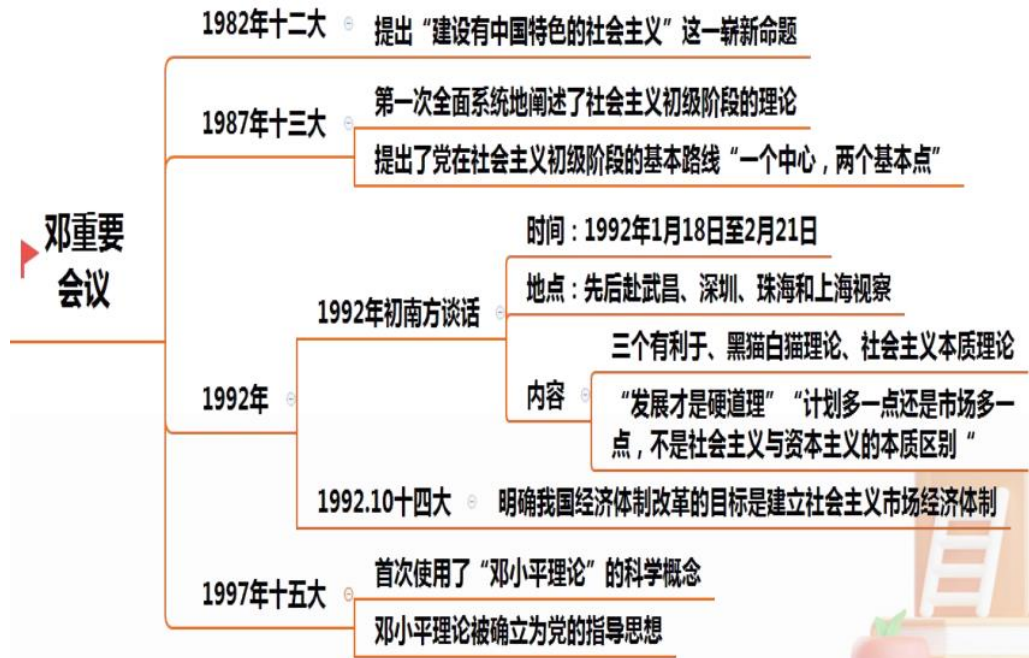 邓重要
会议
1982年十二大
提出“建设有中国特色的社会主义”这一崭新命题
1987年十三大
第一次全面系统地阐述了社会主义初级阶段的理论
提出了党在社会主义初级阶段的基本路线“一个中心，两个基本点”
1992年
1992年初南方谈话
时间：1992年1月18日至2月21日
地点：先后赴武昌、深圳、珠海和上海视察
内容
三个有利于、黑猫白猫理论、社会主义本质理论
“发展才是硬道理”“计划多一点还是市场多一
点，不是社会主义与资本主义的本质区别“
1992.10十四大
明确我国经济体制改革的目标是建立社会主义市场经济体制
1997年十五大
首次使用了“邓小平理论”的科学概念
邓小平理论被确立为党的指导思想